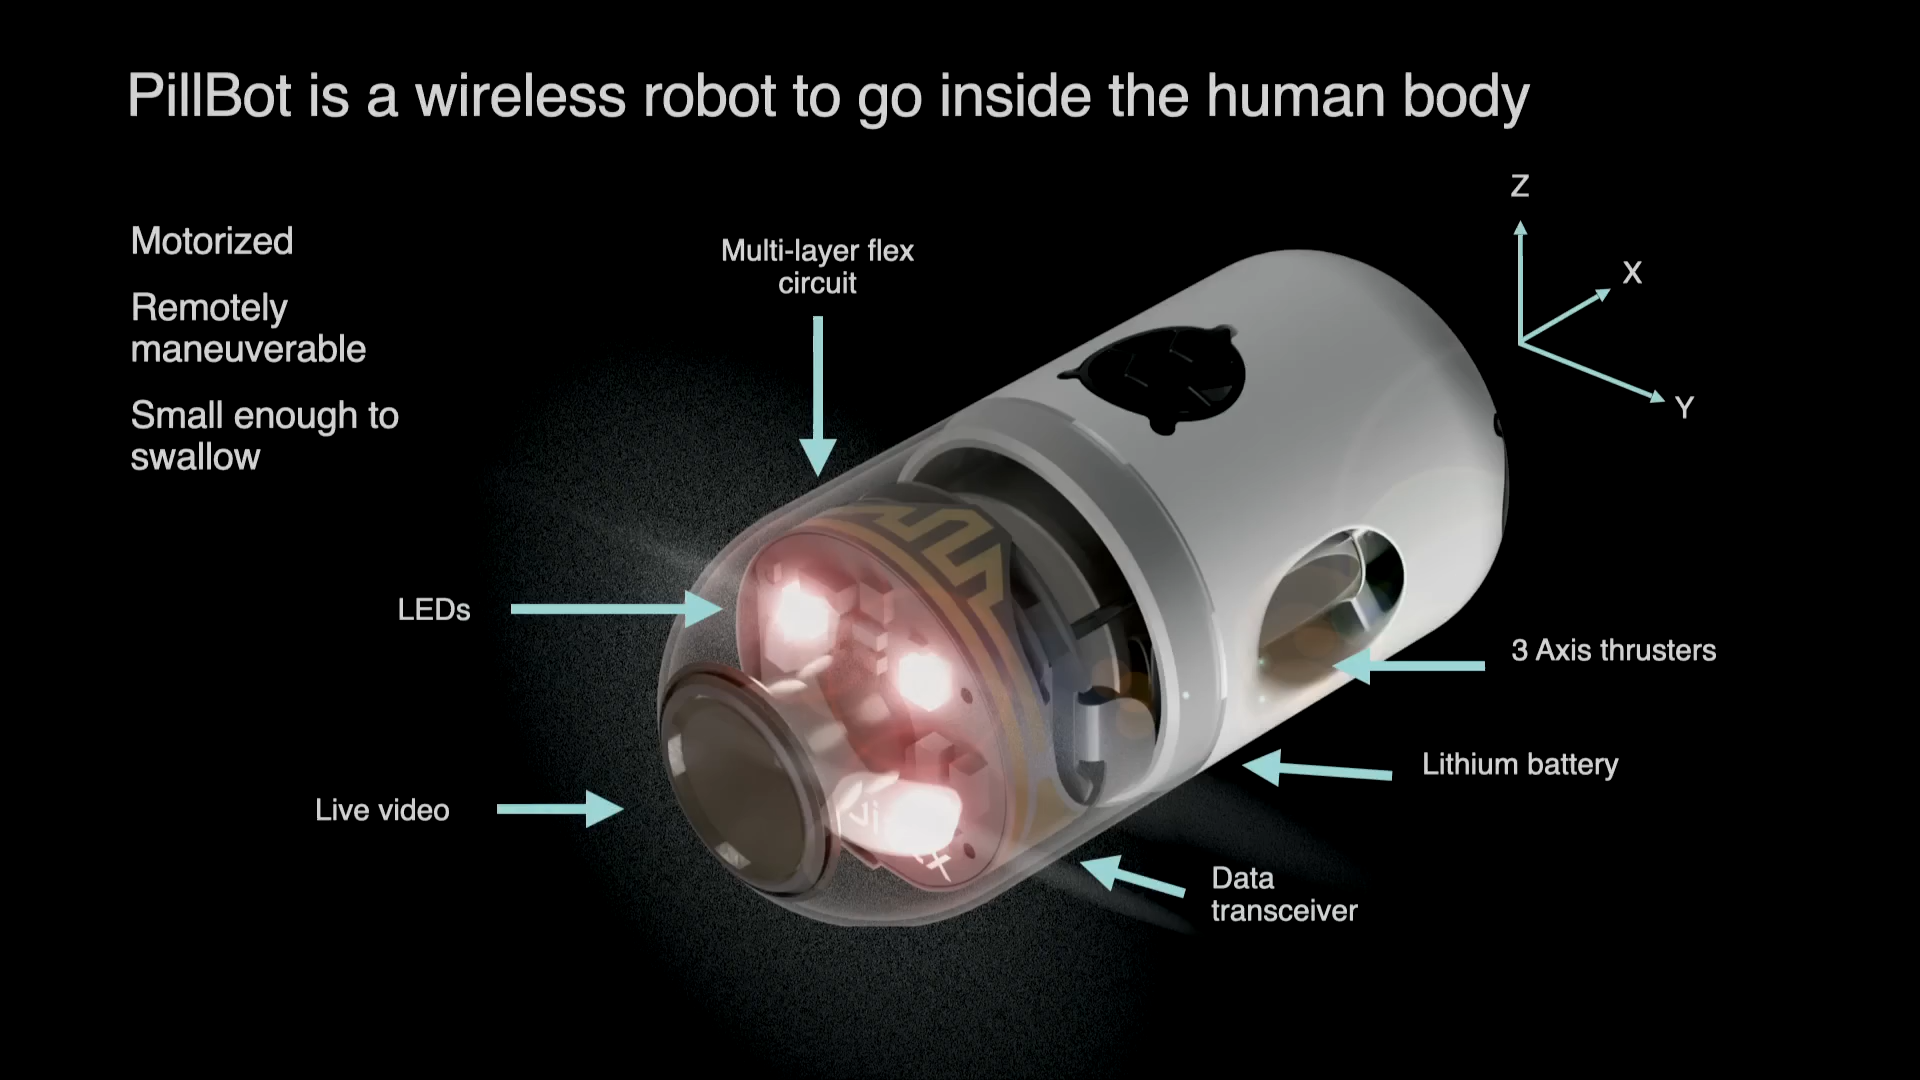 PillBot is a wireless robot to go inside the human body
Motorized
Remotely
maneuverable
Small enough to
swallow
Multi-layer flex
circuit
Z
X
Y
LEDs
3 Axis thrusters
Lithium battery
Live video
Data
transceiver